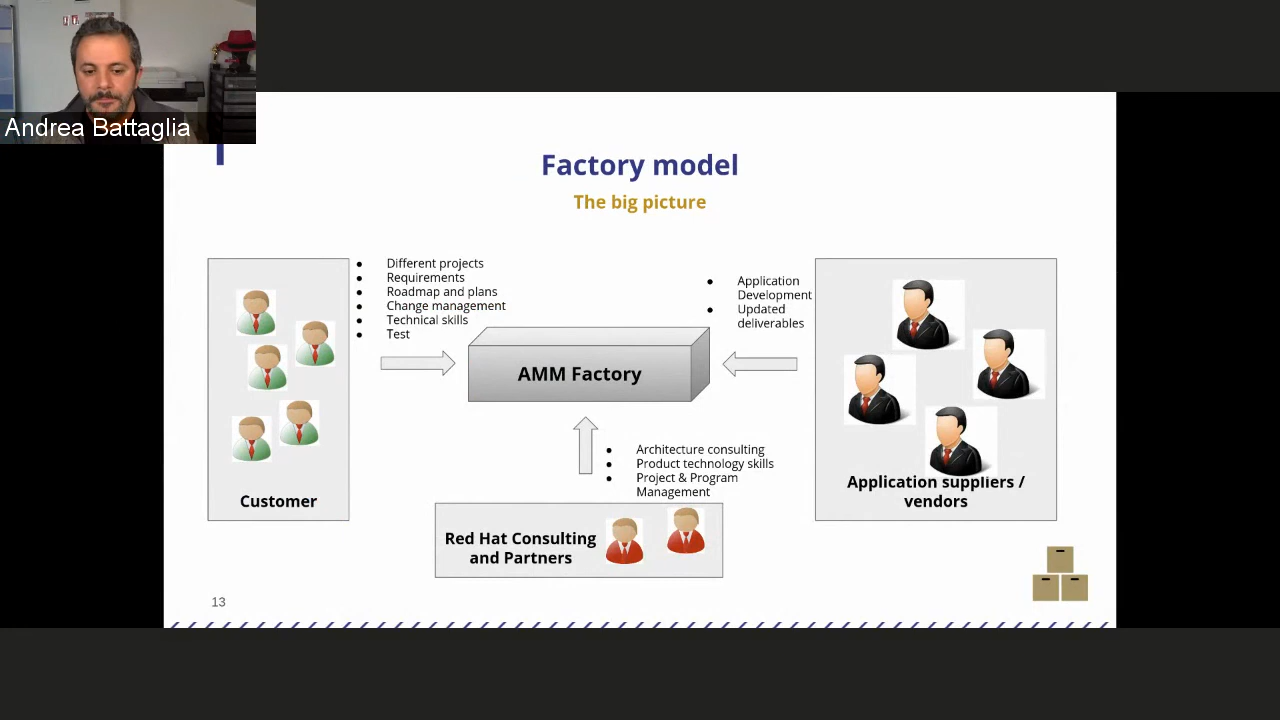 Andrea Battaglia
Factory model
The big picture
Different projects
Requirements
Roadmap and plans
Change management
Technical skills
Test
Application
Development
Updated
deliverables
AMM Factory
Architecture consulting
Product technology skills
Project & Program
Management
Customer
Application suppliers /
vendors
Red Hat Consulting
and Partners
13